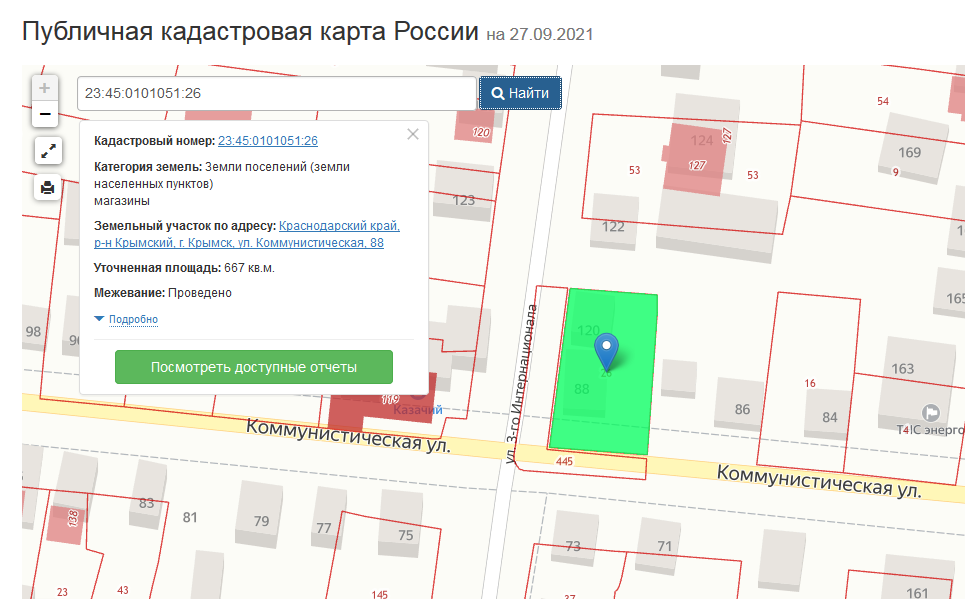 Публичная кадастровая карта России на 27.09.2021
+
−
23:45:0101051:26
Найти
Кадастровый номер: 23:45:0101051:26
Категория земель: Земли поселений (земли
населенных пунктов)
магазины
Земельный участок по адресу: Краснодарский край,
р-н Крымский, г. Крымск, ул. Коммунистическая, 88
Уточненная площадь: 667 кв.м.
Межевание: Проведено
Подробно
Посмотреть доступные отчеты
120
54
124
127
127
53
53
169
9
123
122
165
98
120
26
88
ул. 3-го Интернационала
16
163
119
Казачий
86
84
Коммунистическая ул.
445
Коммунистическая ул.
83
81
79
77
75
73
71
138
23
43
145
37
161